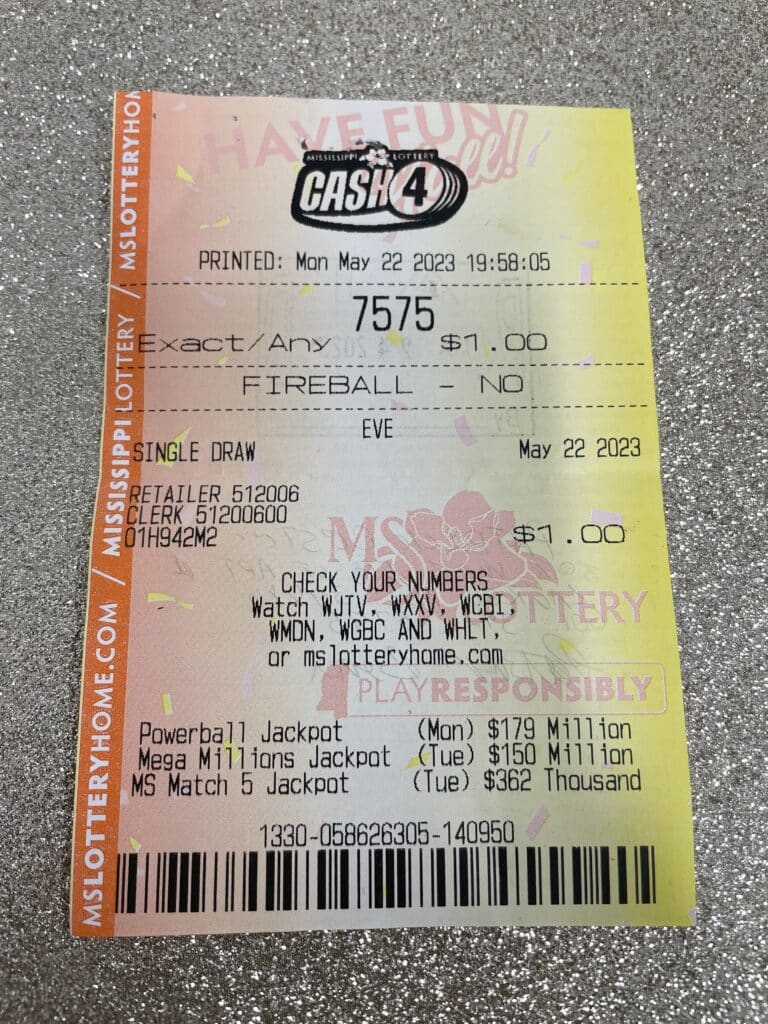 HAVE FUN
MISSISSIPPI LOTTERY
CASH 4
PRINTED: Mon May 22 2023 19:58:05
7575
Exact/Any $1.00
FIREBALL - NO
EVE
SINGLE DRAW May 22 2023
RETAILER 512006
CLERK 51200600
01H942M2 $1.00
MS LOTTERY
CHECK YOUR NUMBERS
Watch WJTV, WXXV, WCBI,
WMDN, WGBC AND WHLT,
or mslotteryhome.com
PLAYRESPONSIBLY
Powerball Jackpot (Mon) $179 Million
Mega Millions Jackpot (Tue) $150 Million
MS Match 5 Jackpot (Tue) $362 Thousand
1330-058626305-140950
MSLOTTERYHOME.COM / MISSISSIPPI LOTTERY / MSLOTTERYHOM